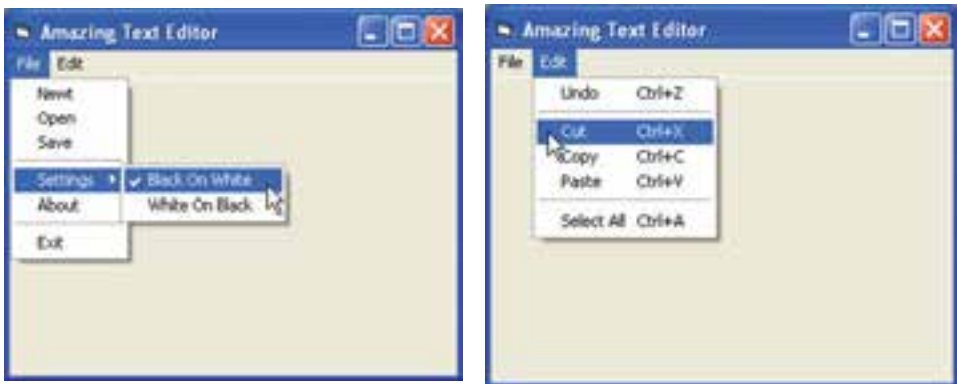 Amazing Text Editor
File Edit
Newt
Open
Save
Settings
Black On White
About
White On Black
Exit
Amazing Text Editor
File Edit
Undo Ctrl+Z
Cut Ctrl+X
Copy Ctrl+C
Paste Ctrl+V
Select All Ctrl+A